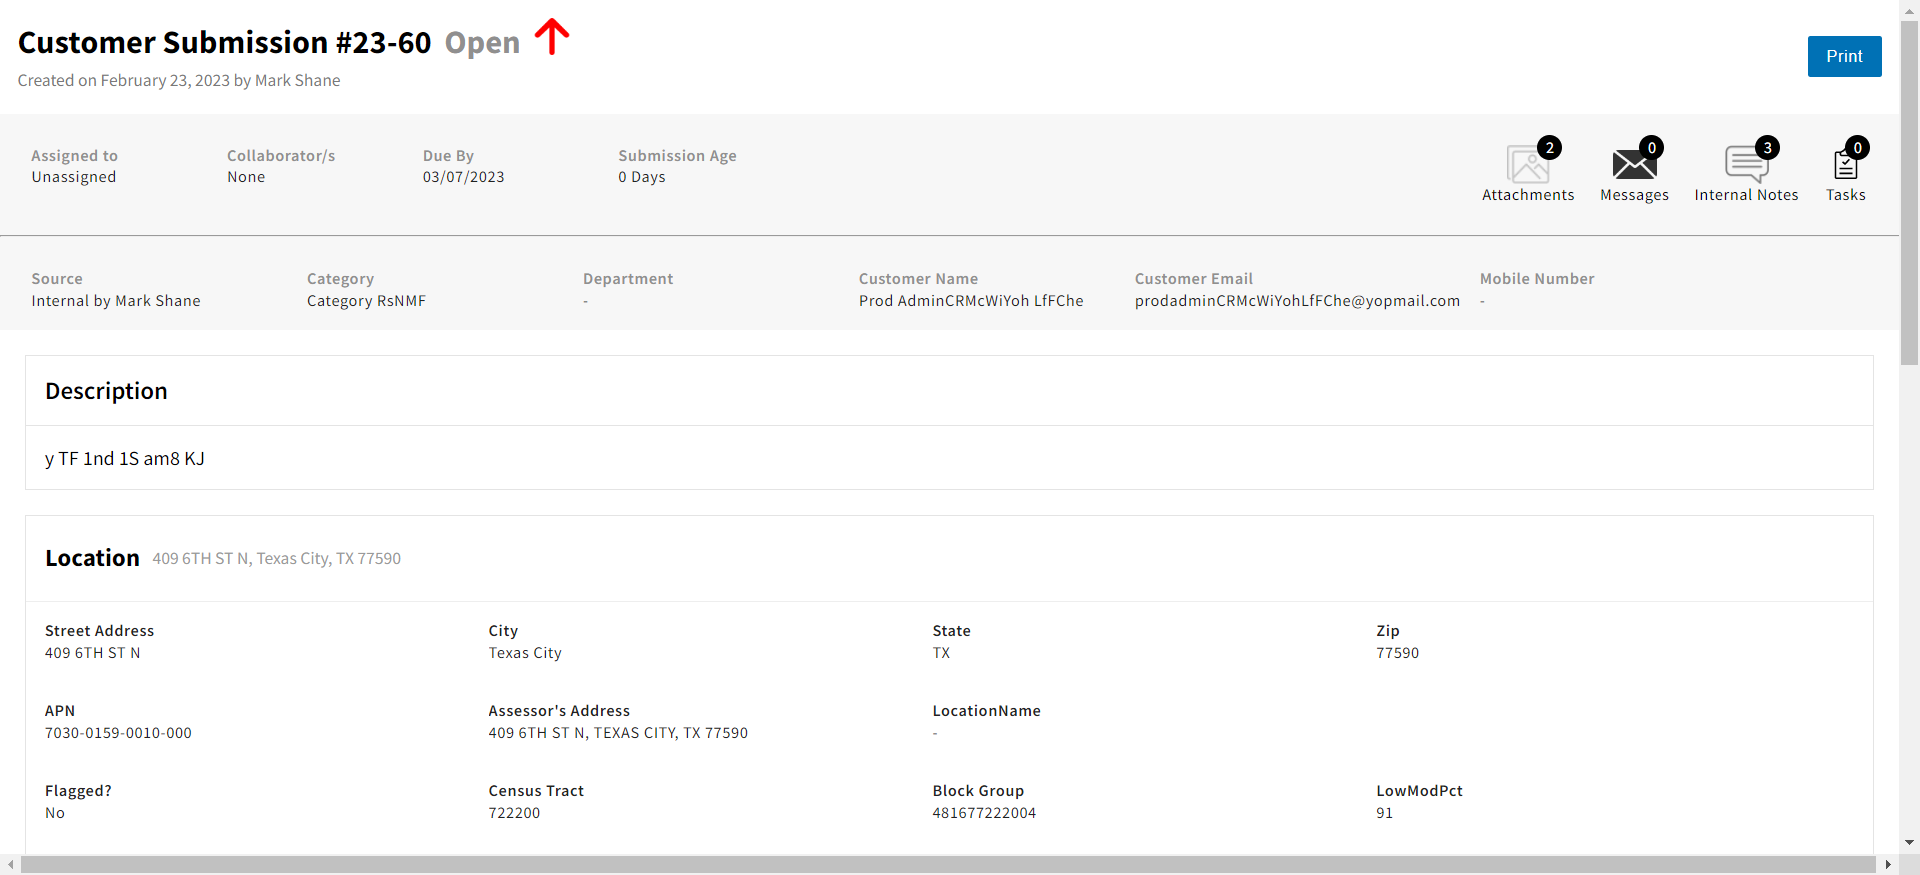 Customer Submission #23-60 Open
Print
Created on February 23, 2023 by Mark Shane
Assigned to
Unassigned
Collaborator/s
None
Due By
03/07/2023
Submission Age
0 Days
2
Attachments
0
Messages
3
Internal Notes
0
Tasks
Source
Internal by Mark Shane
Category
Category RsNMF
Department
-
Customer Name
Prod AdminCRMcWiYoh LfFChe
Customer Email
prodadminCRMcWiYohLfFChe@yopmail.com
Mobile Number
-
Description
y TF 1nd 1S am8 KJ
Location 409 6TH ST N, Texas City, TX 77590
Street Address
409 6TH ST N
City
Texas City
State
TX
Zip
77590
APN
7030-0159-0010-000
Assessor's Address
409 6TH ST N, TEXAS CITY, TX 77590
LocationName
-
Flagged?
No
Census Tract
722200
Block Group
481677222004
LowModPct
91